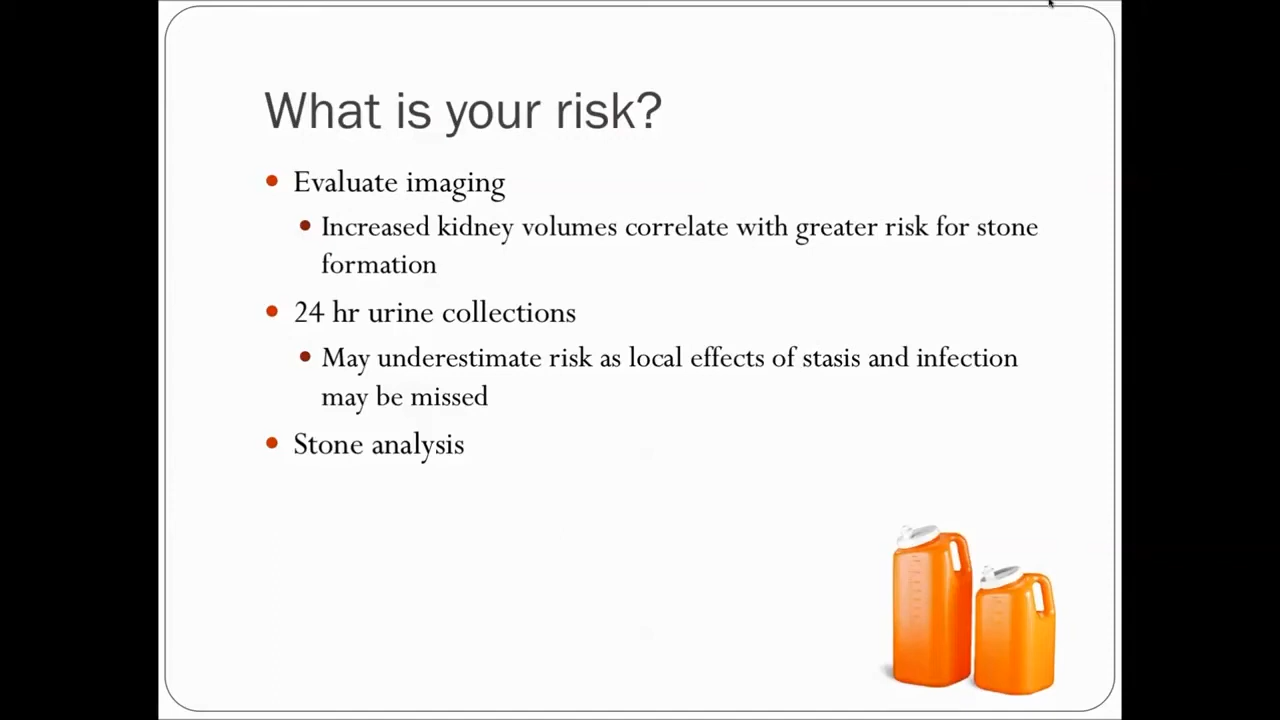 What is your risk?
Evaluate imaging
Increased kidney volumes correlate with greater risk for stone
formation
24 hr urine collections
May underestimate risk as local effects of stasis and infection
may be missed
Stone analysis